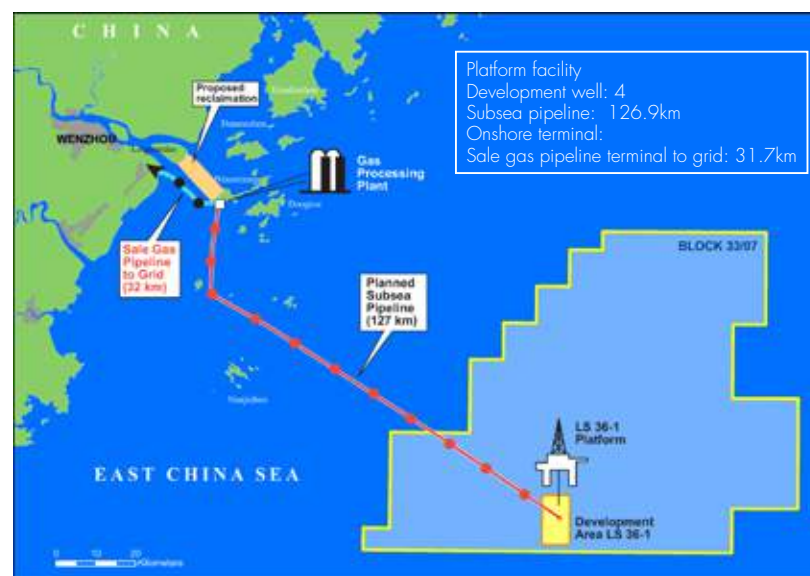 C H I N A
Platform facility
Development well: 4
Subsea pipeline: 126.9km
Onshore terminal:
Sale gas pipeline terminal to grid: 31.7km
Proposed
reclamation
WENZHOU
Gas
Processing
Plant
Sale Gas
Pipeline
to Grid
(32 km)
Planned
Subsea
Pipeline
(127 km)
BLOCK 33/07
LS 36-1
Platform
EAST CHINA SEA
Development
Area LS 36-1
0 10 20
Kilometers